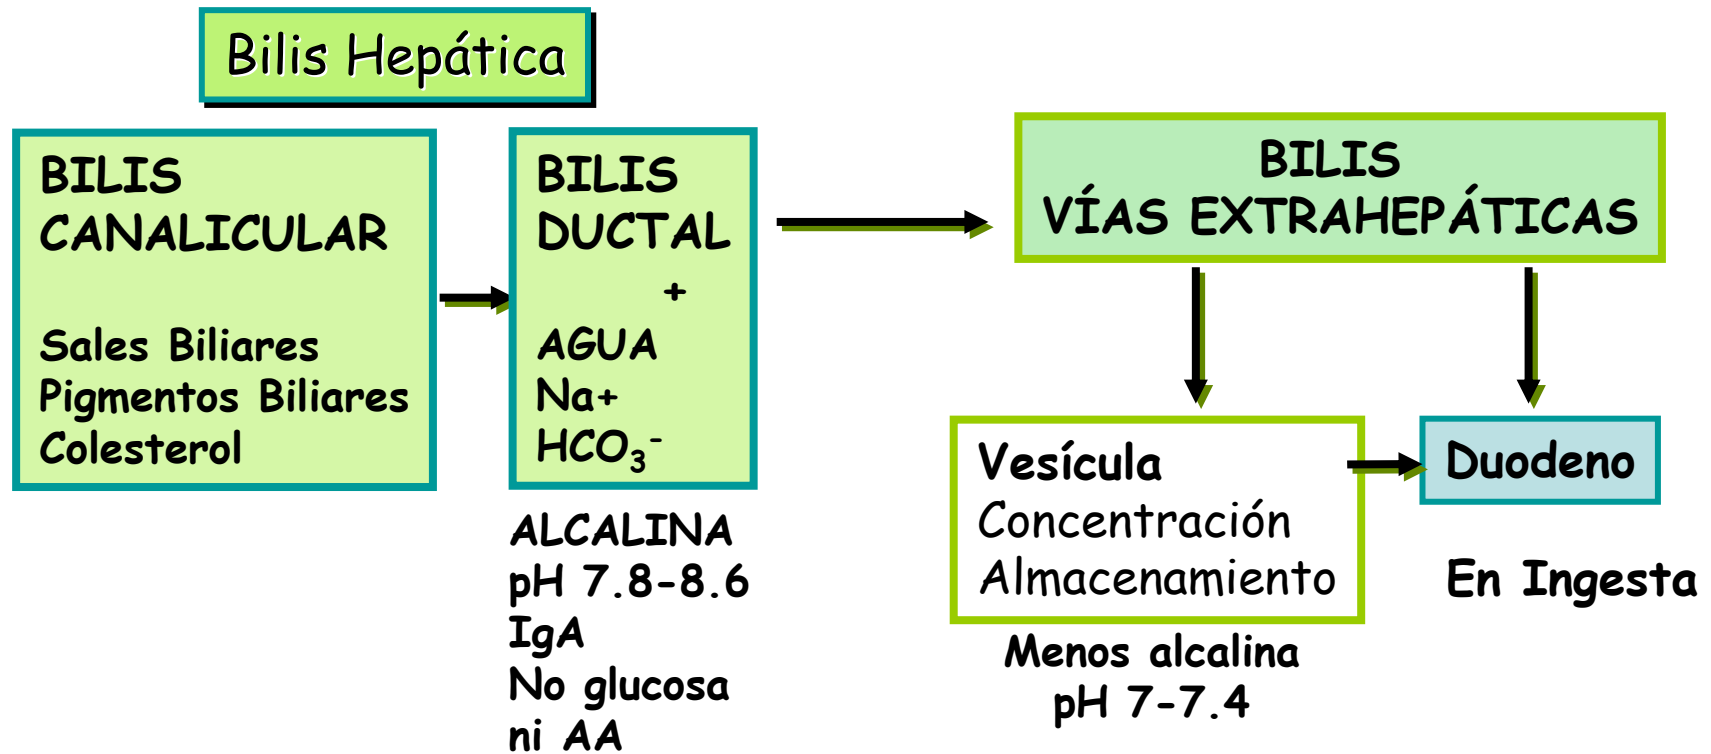 Bilis Hepática
BILIS
CANALICULAR
Sales Biliares
Pigmentos Biliares
Colesterol
BILIS
DUCTAL
+
AGUA
Na+
HCO₃⁻
ALCALINA
pH 7.8-8.6
IgA
No glucosa
ni AA
BILIS
VÍAS EXTRAHEPÁTICAS
Vesícula
Concentración
Almacenamiento
Menos alcalina
pH 7-7.4
Duodeno
En Ingesta